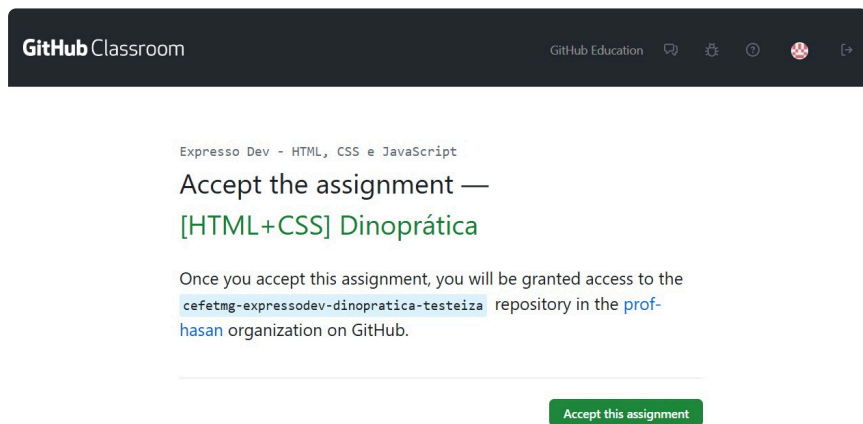 GitHub Classroom
GitHub Education
Expresso Dev - HTML, CSS e JavaScript
Accept the assignment —
[HTML+CSS] Dinoprática
Once you accept this assignment, you will be granted access to the
cefetmg-expressodev-dinopratica-testeiza repository in the prof-
hasan organization on GitHub.
Accept this assignment